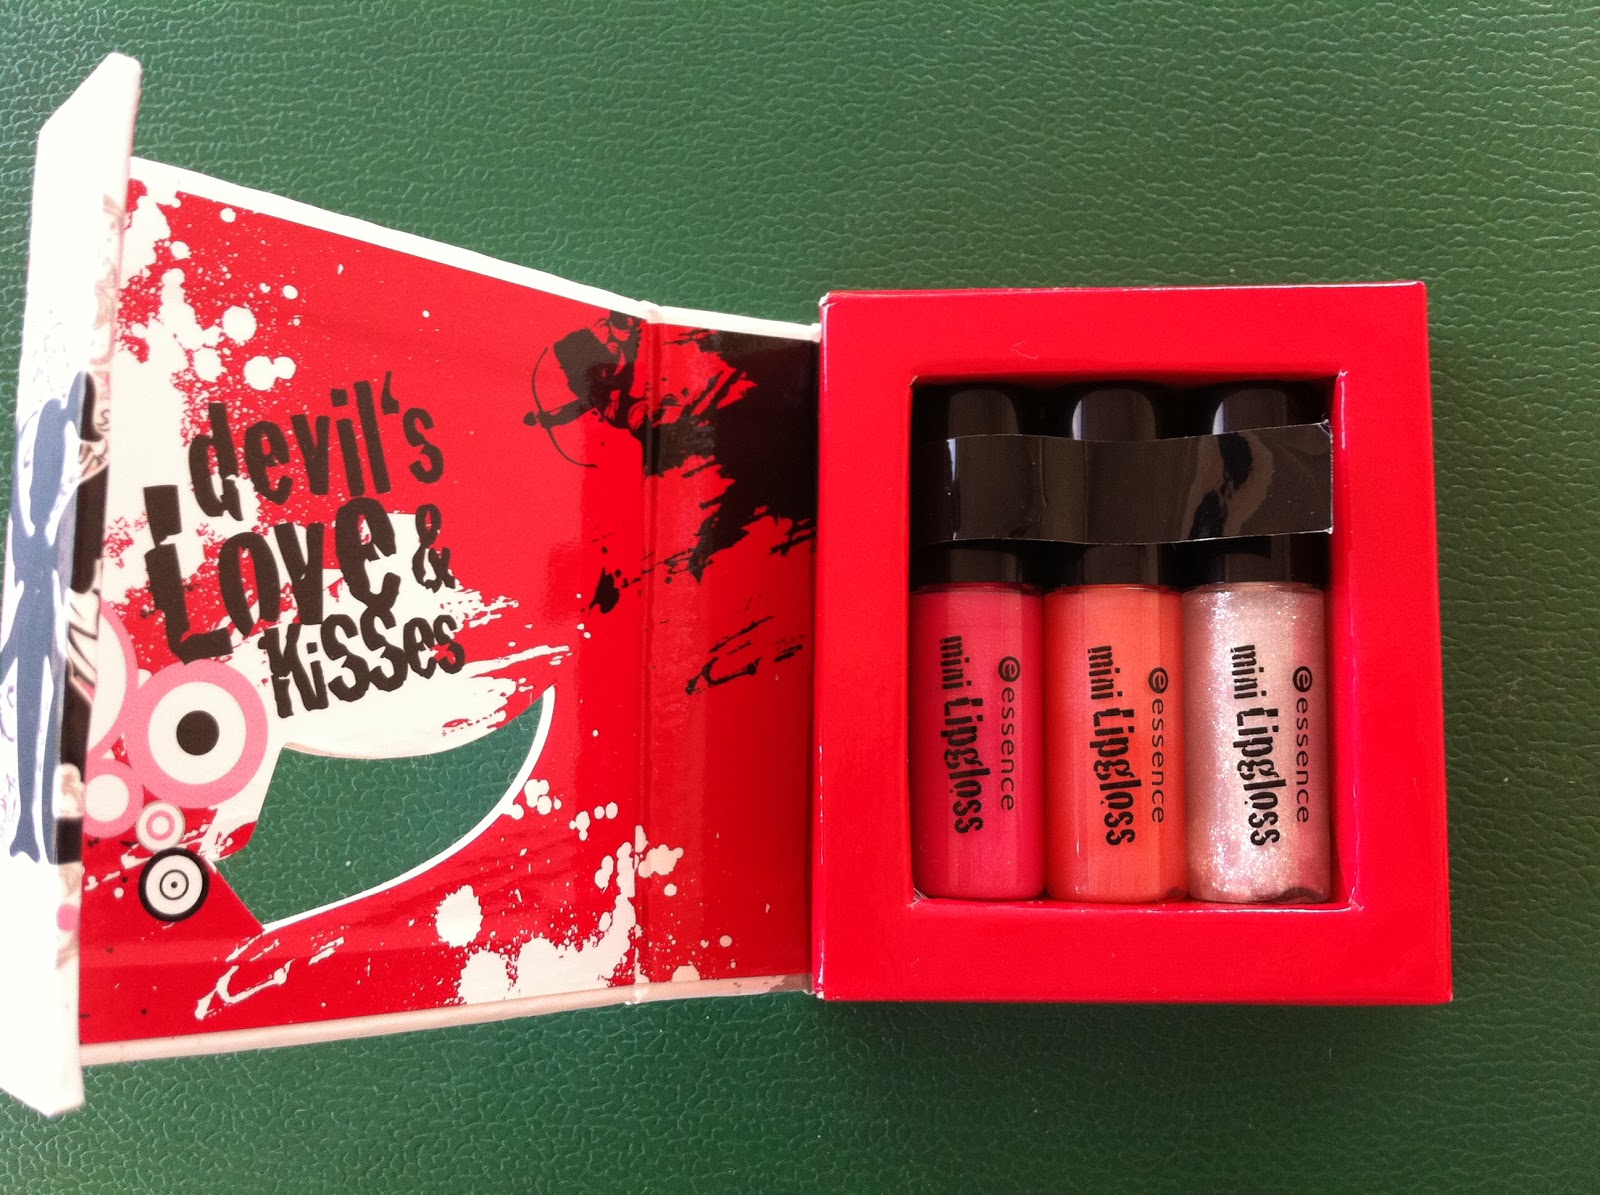 devil's
Love &
Kisses
essence
mini Lipgloss
essence
mini Lipgloss
essence
mini Lipgloss